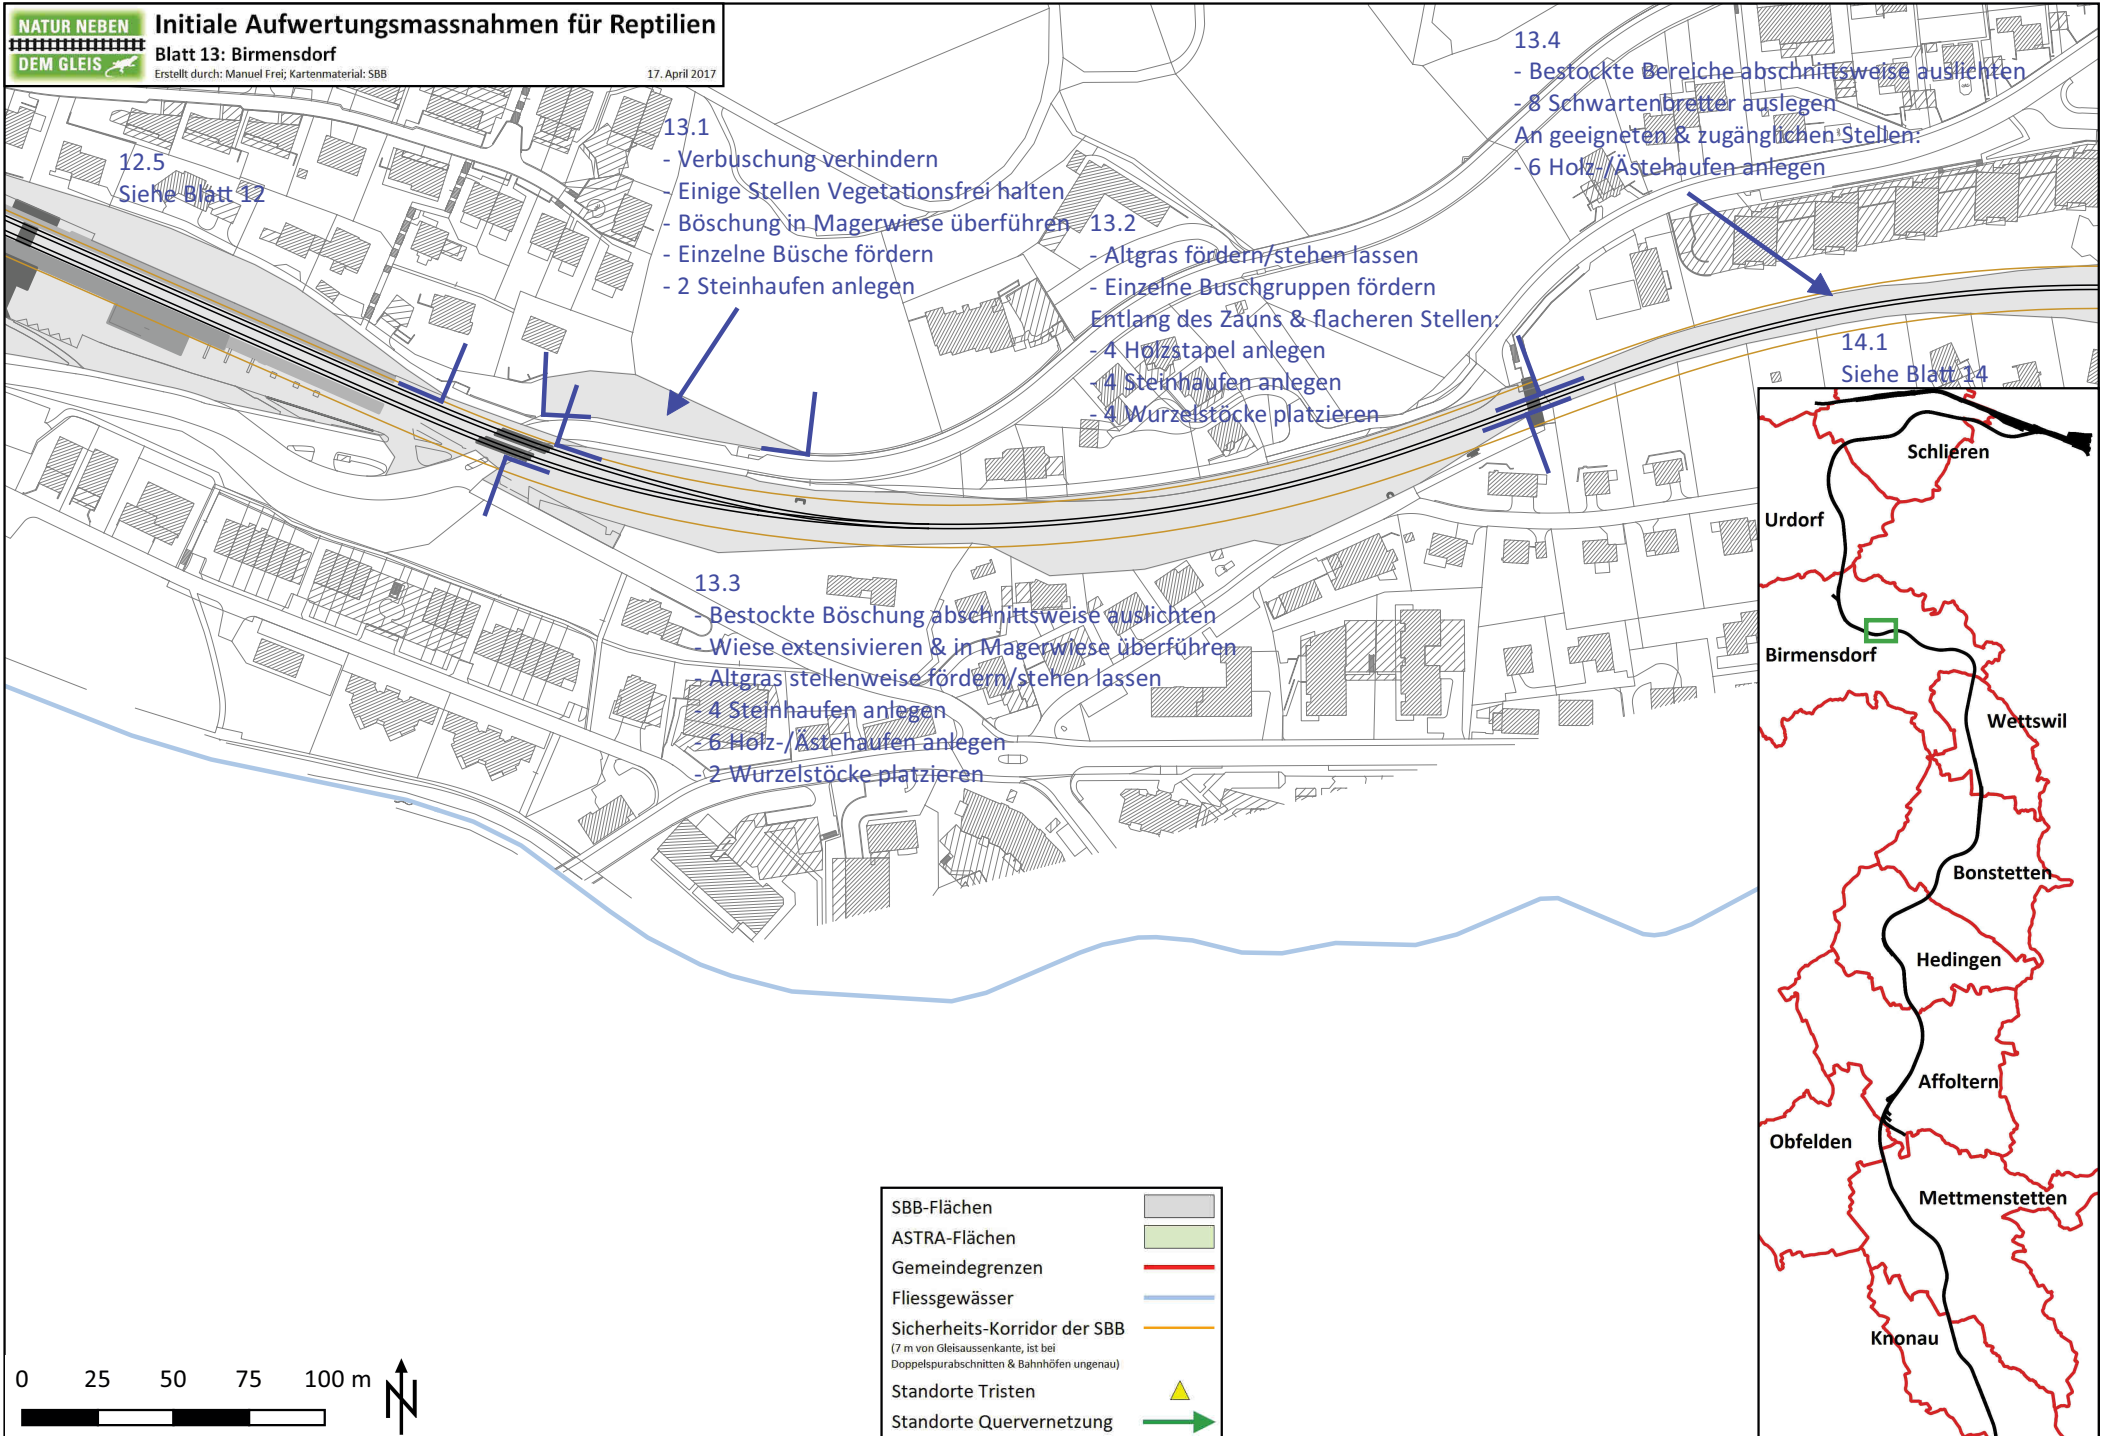 NATUR NEBEN
DEM GLEIS
Initiale Aufwertungsmassnahmen für Reptilien
Blatt 13: Birmensdorf
Erstellt durch: Manuel Frei; Kartenmaterial: SBB
17. April 2017
12.5
Siehe Blatt 12
13.1
- Verbuschung verhindern
- Einige Stellen Vegetationsfrei halten
- Böschung in Magerwiese überführen
- Einzelne Büsche fördern
- 2 Steinhaufen anlegen
13.2
- Altgras fördern/stehen lassen
- Einzelne Buschgruppen fördern
Entlang des Zauns & flacheren Stellen:
- 4 Holzstapel anlegen
- 4 Steinhaufen anlegen
- 4 Wurzelstöcke platzieren
13.4
- Bestockte Bereiche abschnittsweise auslichten
- 8 Schwartenbretter auslegen
An geeigneten & zugänglichen Stellen:
- 6 Holz-/Ästehaufen anlegen
14.1
Siehe Blatt 14
13.3
- Bestockte Böschung abschnittsweise auslichten
- Wiese extensivieren & in Magerwiese überführen
- Altgras stellenweise fördern/stehen lassen
- 4 Steinhaufen anlegen
- 6 Holz-/Ästehaufen anlegen
- 2 Wurzelstöcke platzieren
Schlieren
Urdorf
Birmensdorf
Wettswil
Bonstetten
Hedingen
Affoltern
Obfelden
Mettmenstetten
Knonau
SBB-Flächen
ASTRA-Flächen
Gemeindegrenzen
Fliessgewässer
Sicherheits-Korridor der SBB
(7 m von Gleisaussenkante, ist bei
Doppelspurabschnitten & Bahnhöfen ungenau)
Standorte Tristen
Standorte Quervernetzung
0 25 50 75 100 m
N